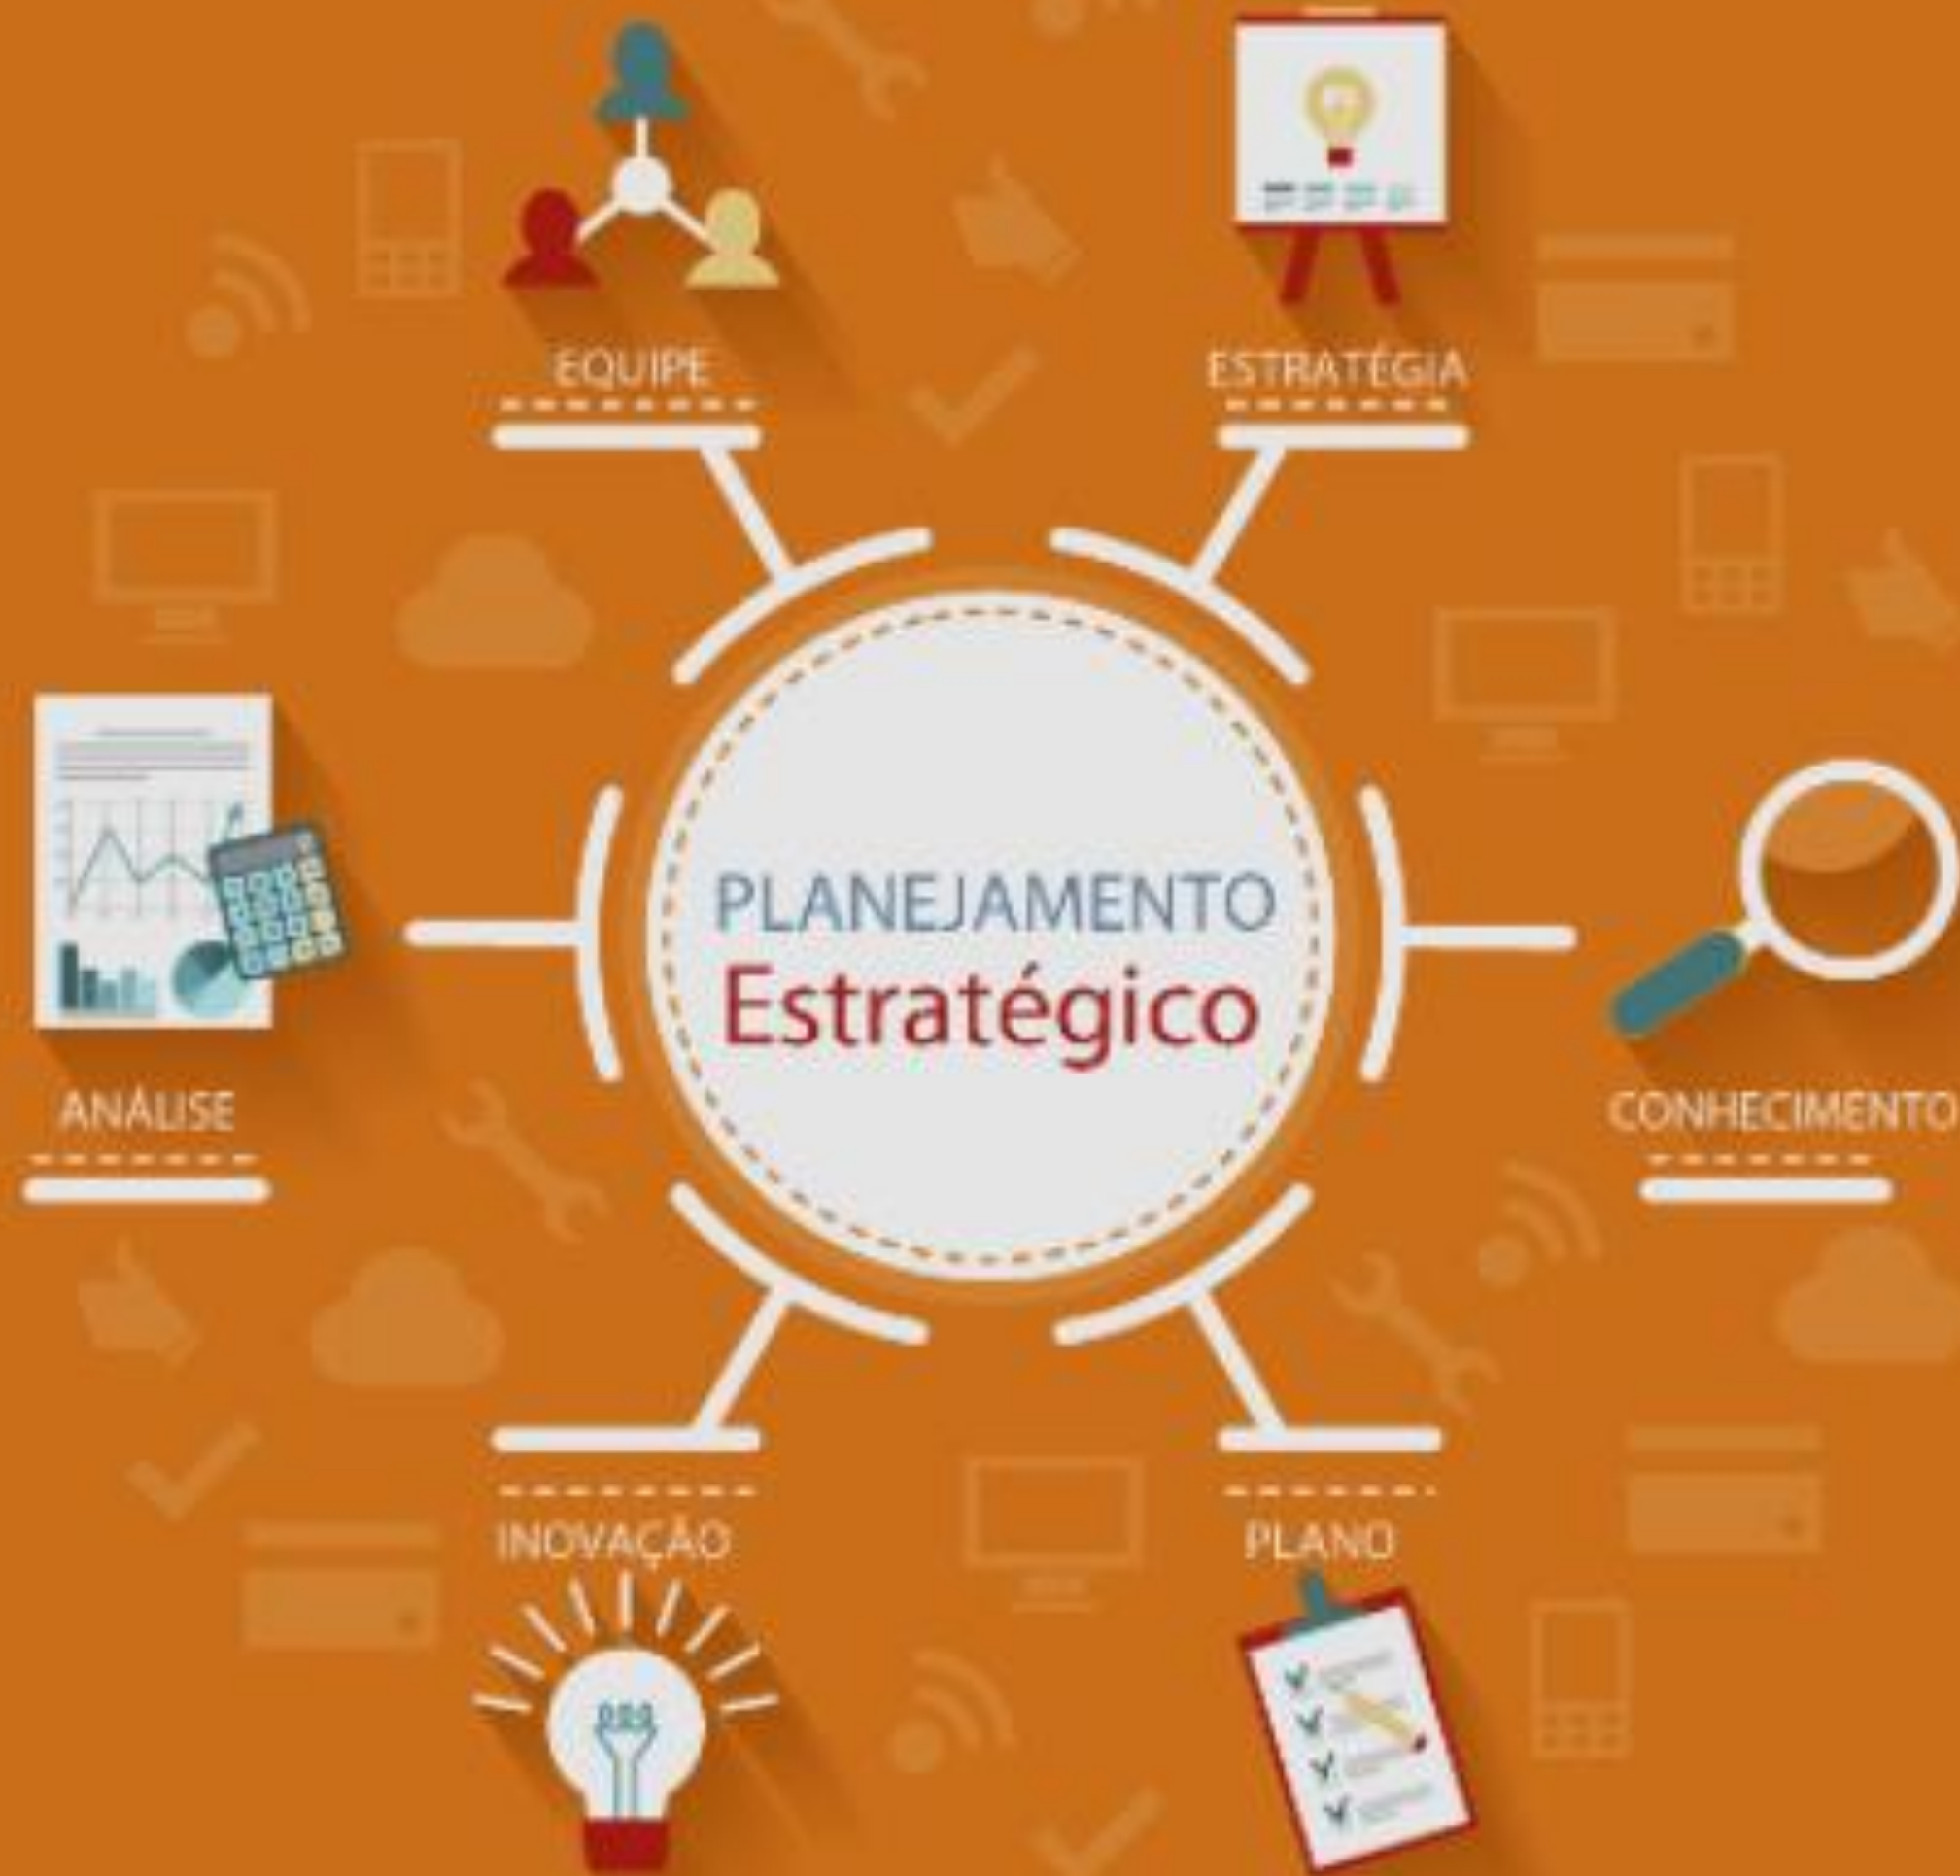 EQUIPE
ESTRATÉGIA
PLANEJAMENTO
Estratégico
ANÁLISE
CONHECIMENTO
INOVAÇÃO
PLANO